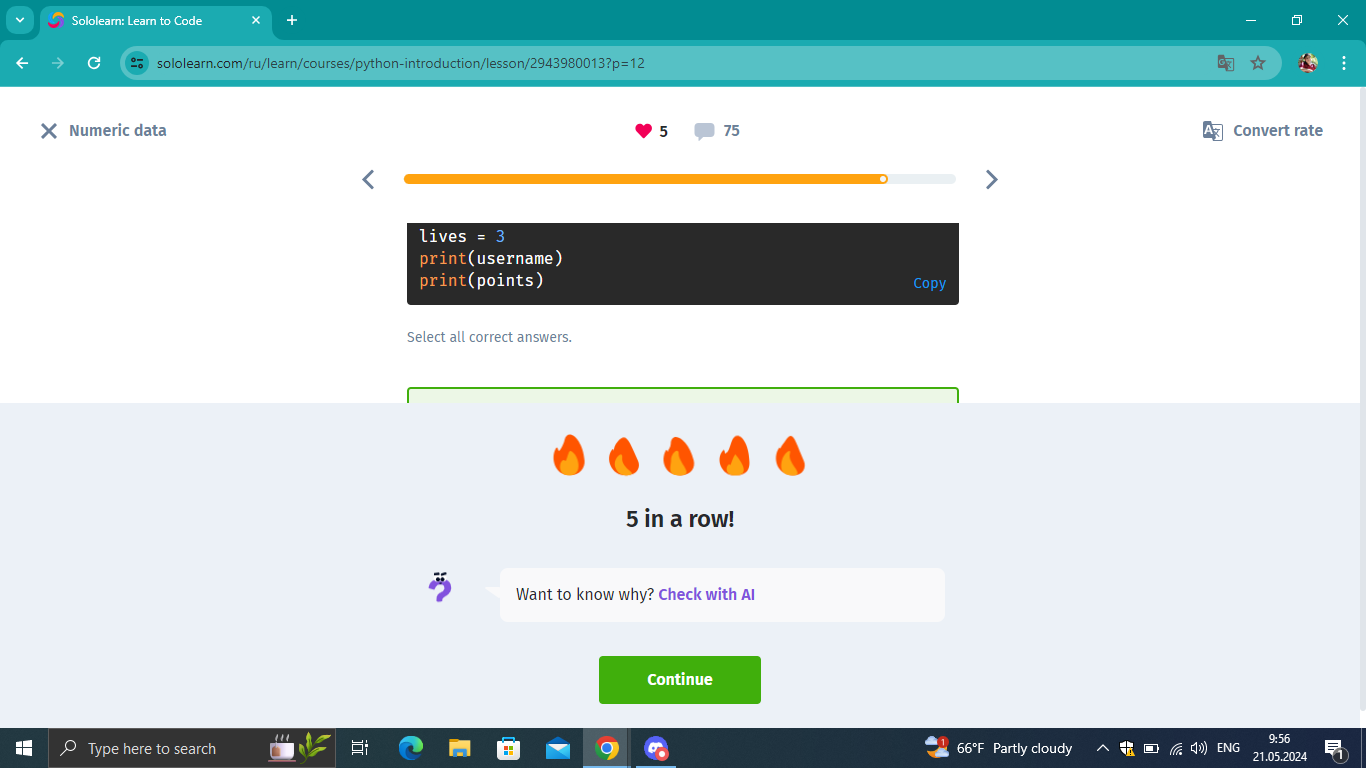 Sololearn: Learn to Code
sololearn.com/ru/learn/courses/python-introduction/lesson/2943980013?p=12
Numeric data
5
75
Convert rate
lives = 3
print(username)
print(points)
Copy
Select all correct answers.
5 in a row!
Want to know why? Check with AI
Continue
Type here to search
1
66°F Partly cloudy
ENG
9:56
21.05.2024
1